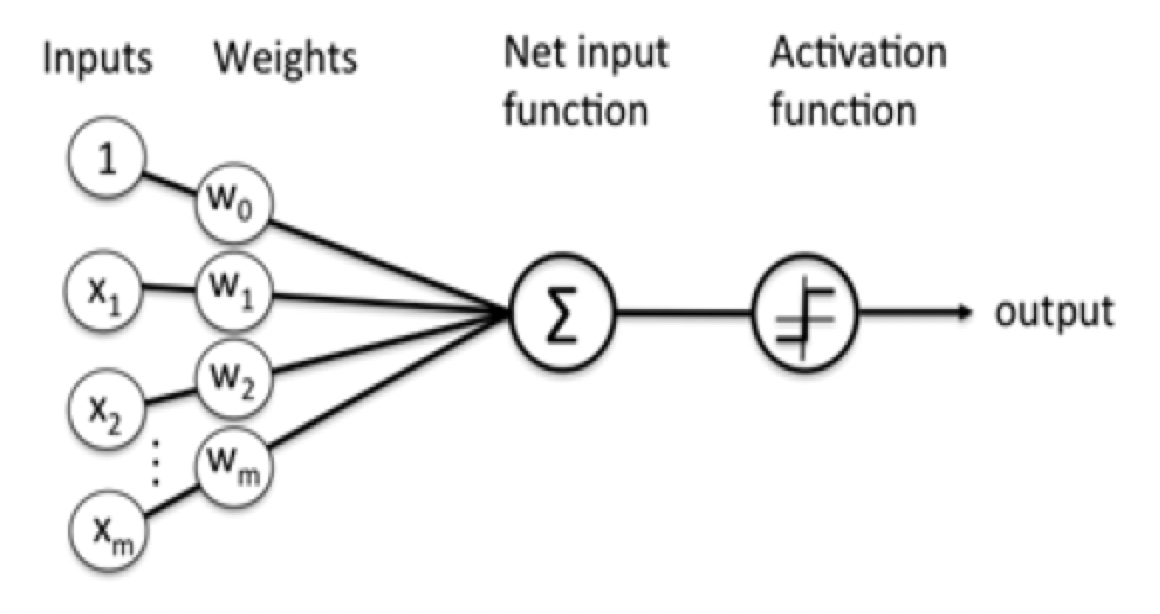 Inputs
Weights
Net input
function
Activation
function
1
w₀
x₁
w₁
x₂
w₂
⋮
xₘ
wₘ
Σ
output